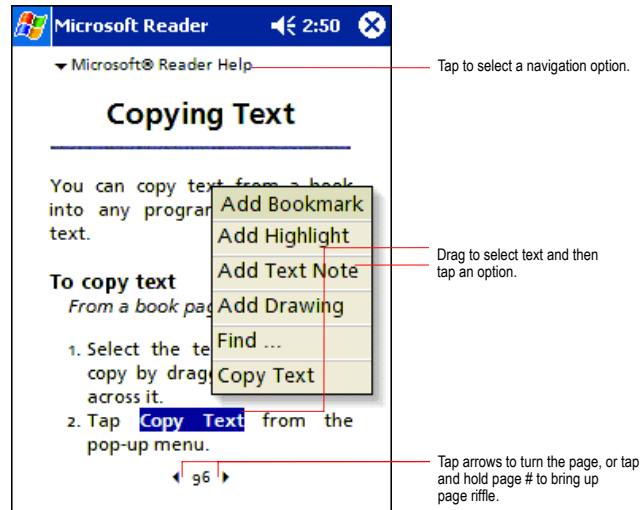 Microsoft Reader 2:50
Microsoft® Reader Help
Tap to select a navigation option.
Copying Text
You can copy text from a book
into any program
text.
Add Bookmark
Add Highlight
Add Text Note
Add Drawing
Find ...
Copy Text
Drag to select text and then
tap an option.
To copy text
From a book pag
1. Select the te
copy by dragg
across it.
2. Tap Copy Text from the
pop-up menu.
96
Tap arrows to turn the page, or tap
and hold page # to bring up
page riffle.